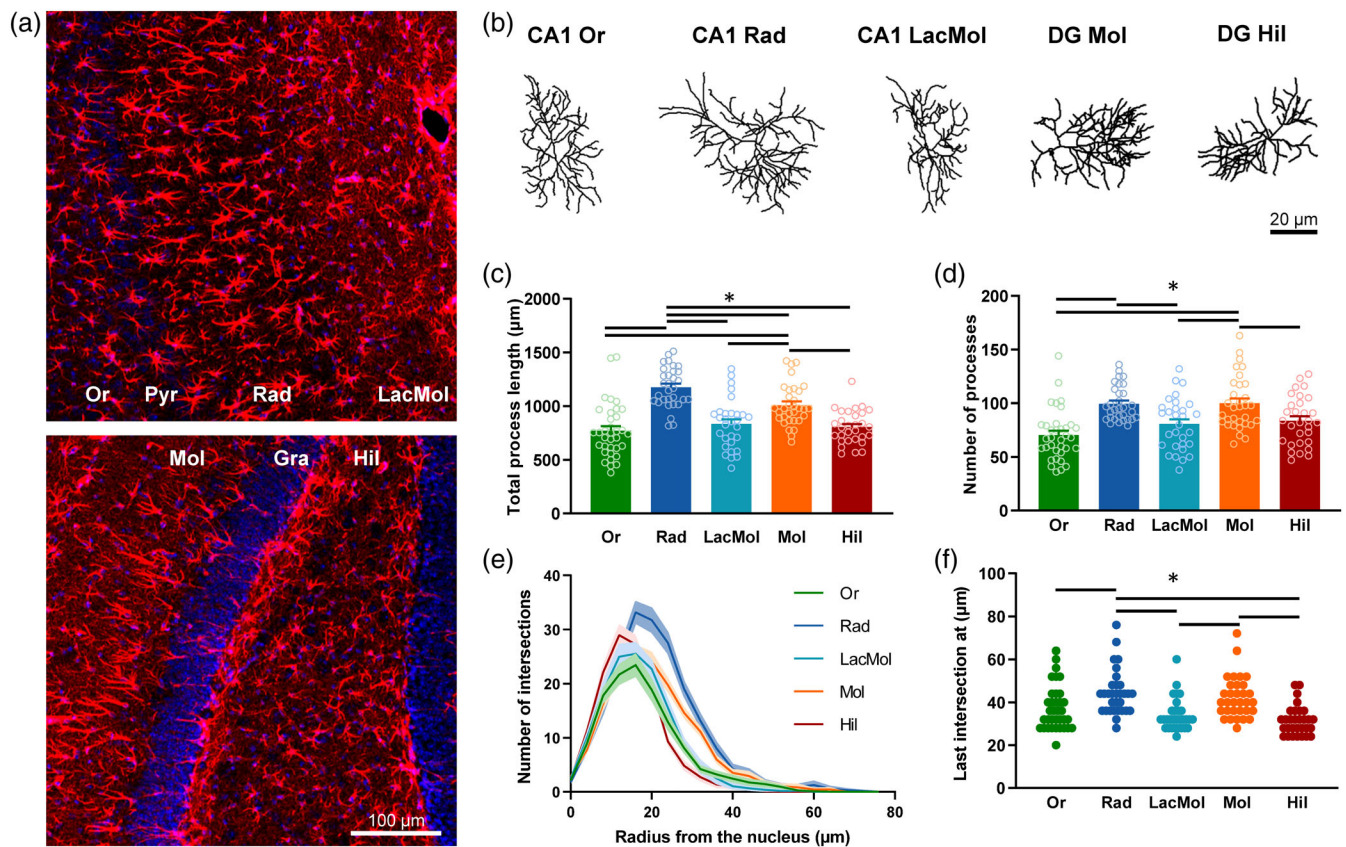 (a)
Or Pyr Rad LacMol
Mol Gra Hil
100 µm
(b)
CA1 Or CA1 Rad CA1 LacMol DG Mol DG Hil
20 µm
(c)
*
Total process length (µm)
2000
1500
1000
500
0
Or Rad LacMol Mol Hil
(d)
*
Number of processes
200
150
100
50
0
Or Rad LacMol Mol Hil
(e)
Number of intersections
40
30
20
10
0
0 20 40 60 80
Radius from the nucleus (µm)
Or
Rad
LacMol
Mol
Hil
(f)
*
Last intersection at (µm)
100
80
60
40
20
0
Or Rad LacMol Mol Hil